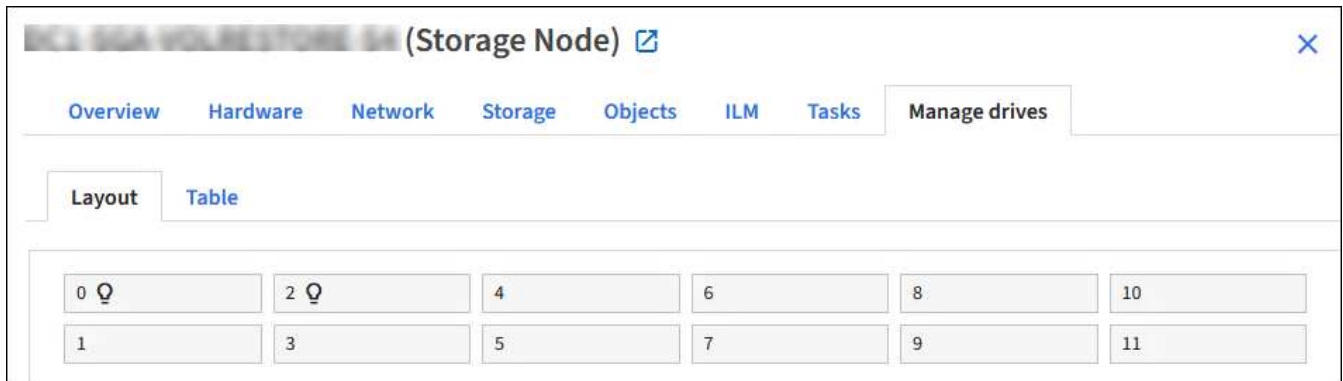 (Storage Node)
Overview Hardware Network Storage Objects ILM Tasks Manage drives
Layout Table
0 2 4 6 8 10
1 3 5 7 9 11